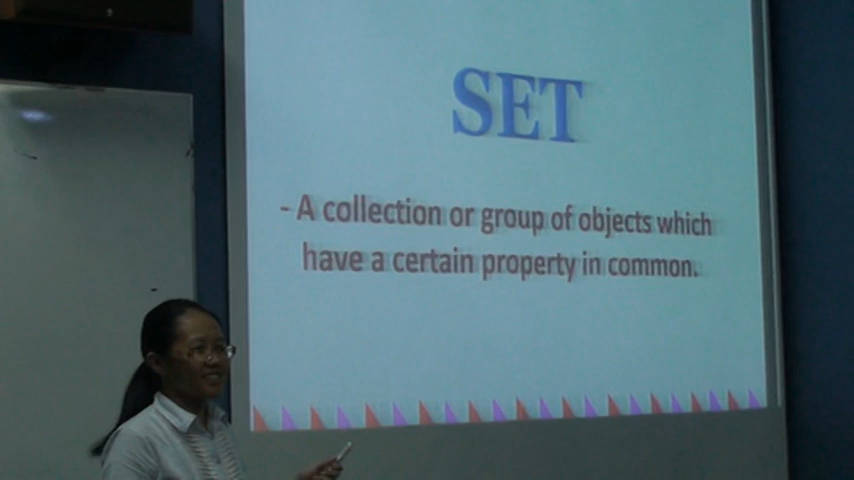 SET
- A collection or group of objects which
have a certain property in common.